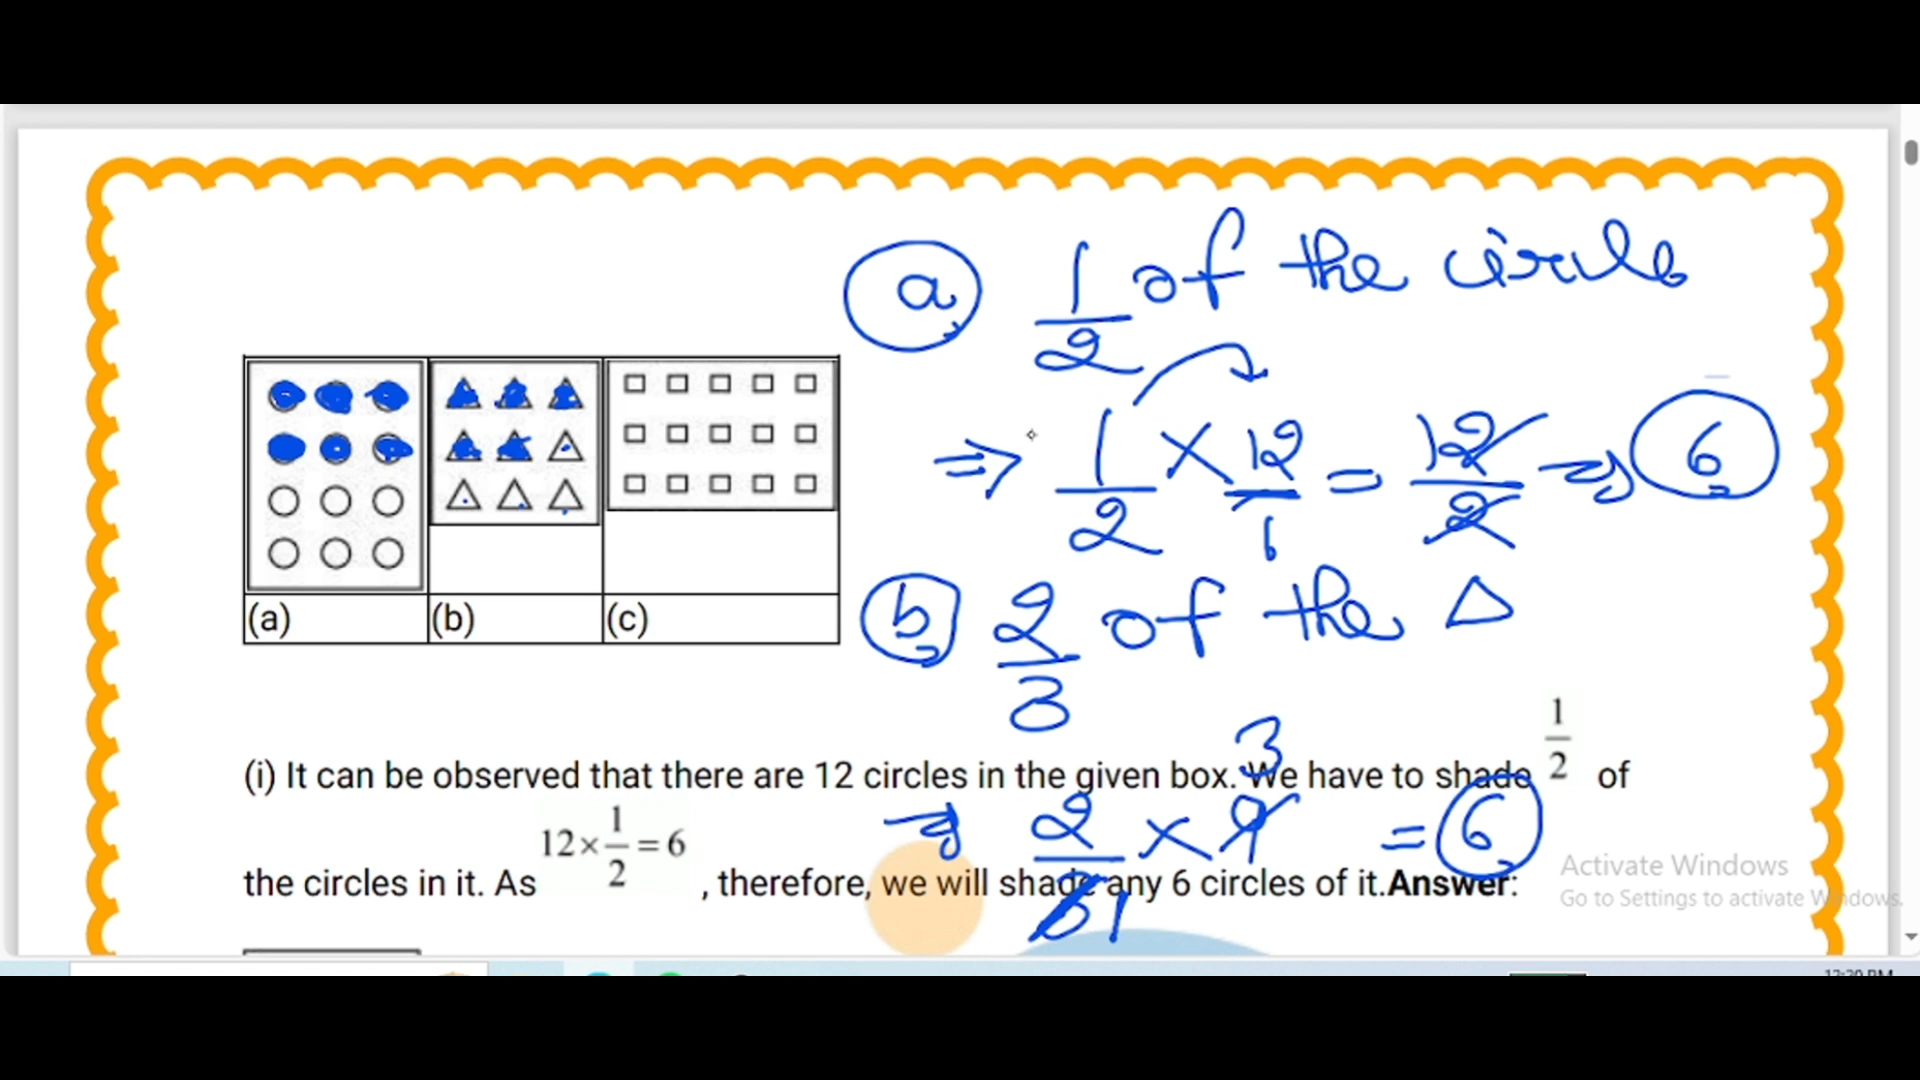 a 1/2 of the circle
⇒ 1/2 × 12/1 = 12/2 ⇒ 6
(a) (b) (c)
b 2/3 of the Δ
(i) It can be observed that there are 12 circles in the given box. We have to shade 1/2 of
3
⇒ 2/3 × 9 = 6
1
the circles in it. As 12×1/2=6 , therefore, we will shade any 6 circles of it.Answer:
Activate Windows
Go to Settings to activate Windows.